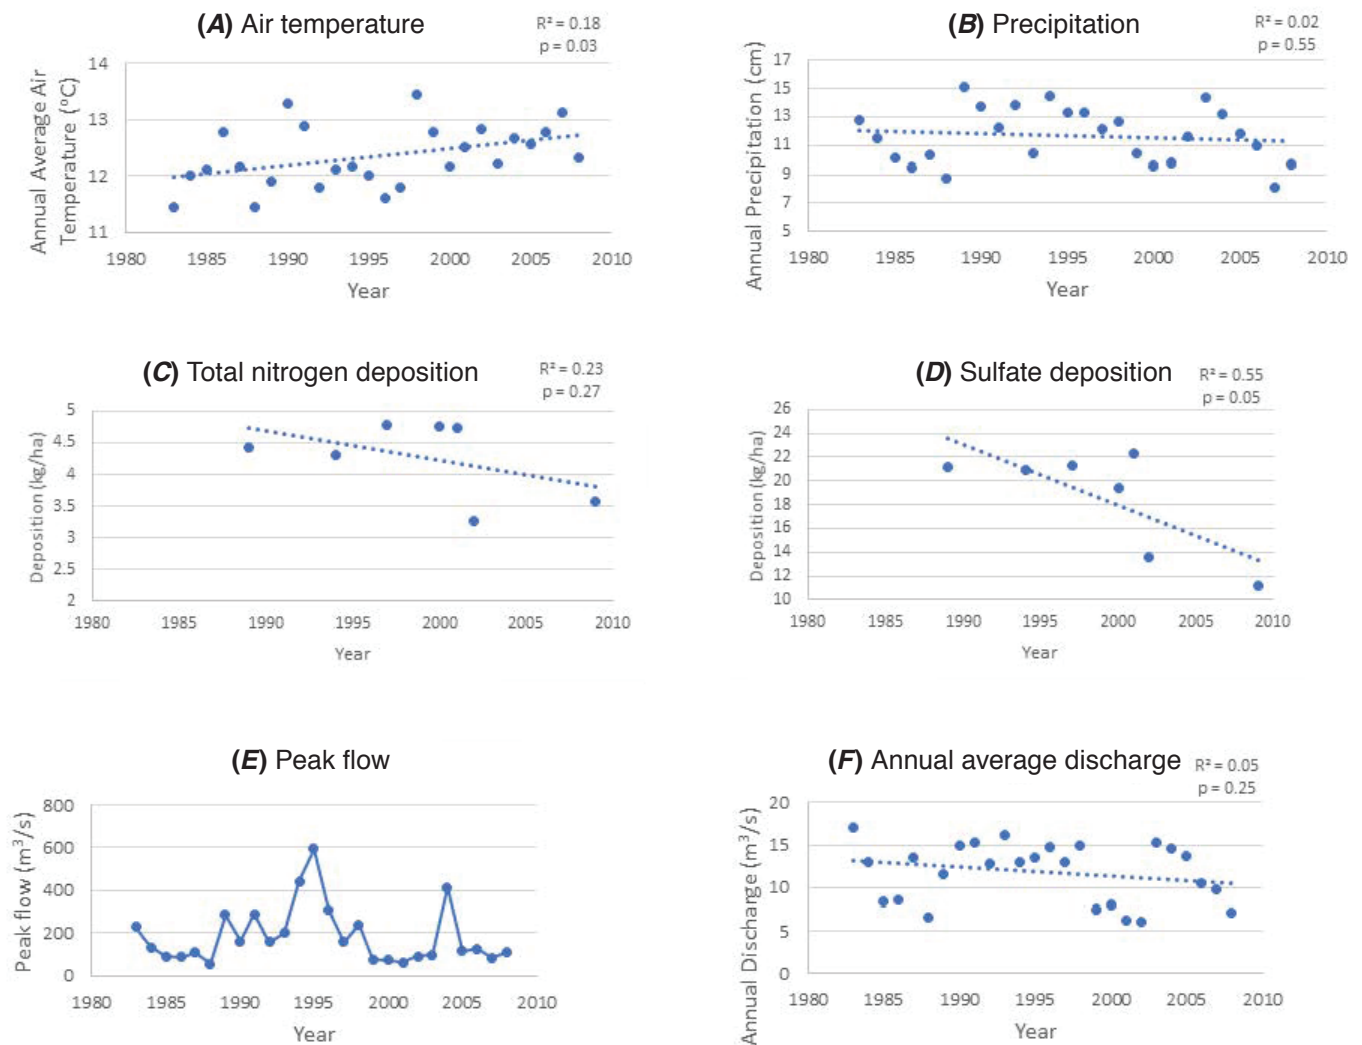 (A) Air temperature
R² = 0.18
p = 0.03
Annual Average Air
Temperature (°C)
14
13
12
11
1980 1985 1990 1995 2000 2005 2010
Year
(B) Precipitation
R² = 0.02
p = 0.55
Annual Precipitation (cm)
17
15
13
11
9
7
5
1980 1985 1990 1995 2000 2005 2010
Year
(C) Total nitrogen deposition
R² = 0.23
p = 0.27
Deposition (kg/ha)
5
4.5
4
3.5
3
2.5
2
1980 1985 1990 1995 2000 2005 2010
Year
(D) Sulfate deposition
R² = 0.55
p = 0.05
Deposition (kg/ha)
26
24
22
20
18
16
14
12
10
1980 1985 1990 1995 2000 2005 2010
Year
(E) Peak flow
Peak flow (m³/s)
800
600
400
200
0
1980 1985 1990 1995 2000 2005 2010
Year
(F) Annual average discharge
R² = 0.05
p = 0.25
Annual Discharge (m³/s)
20
15
10
5
0
1980 1985 1990 1995 2000 2005 2010
Year